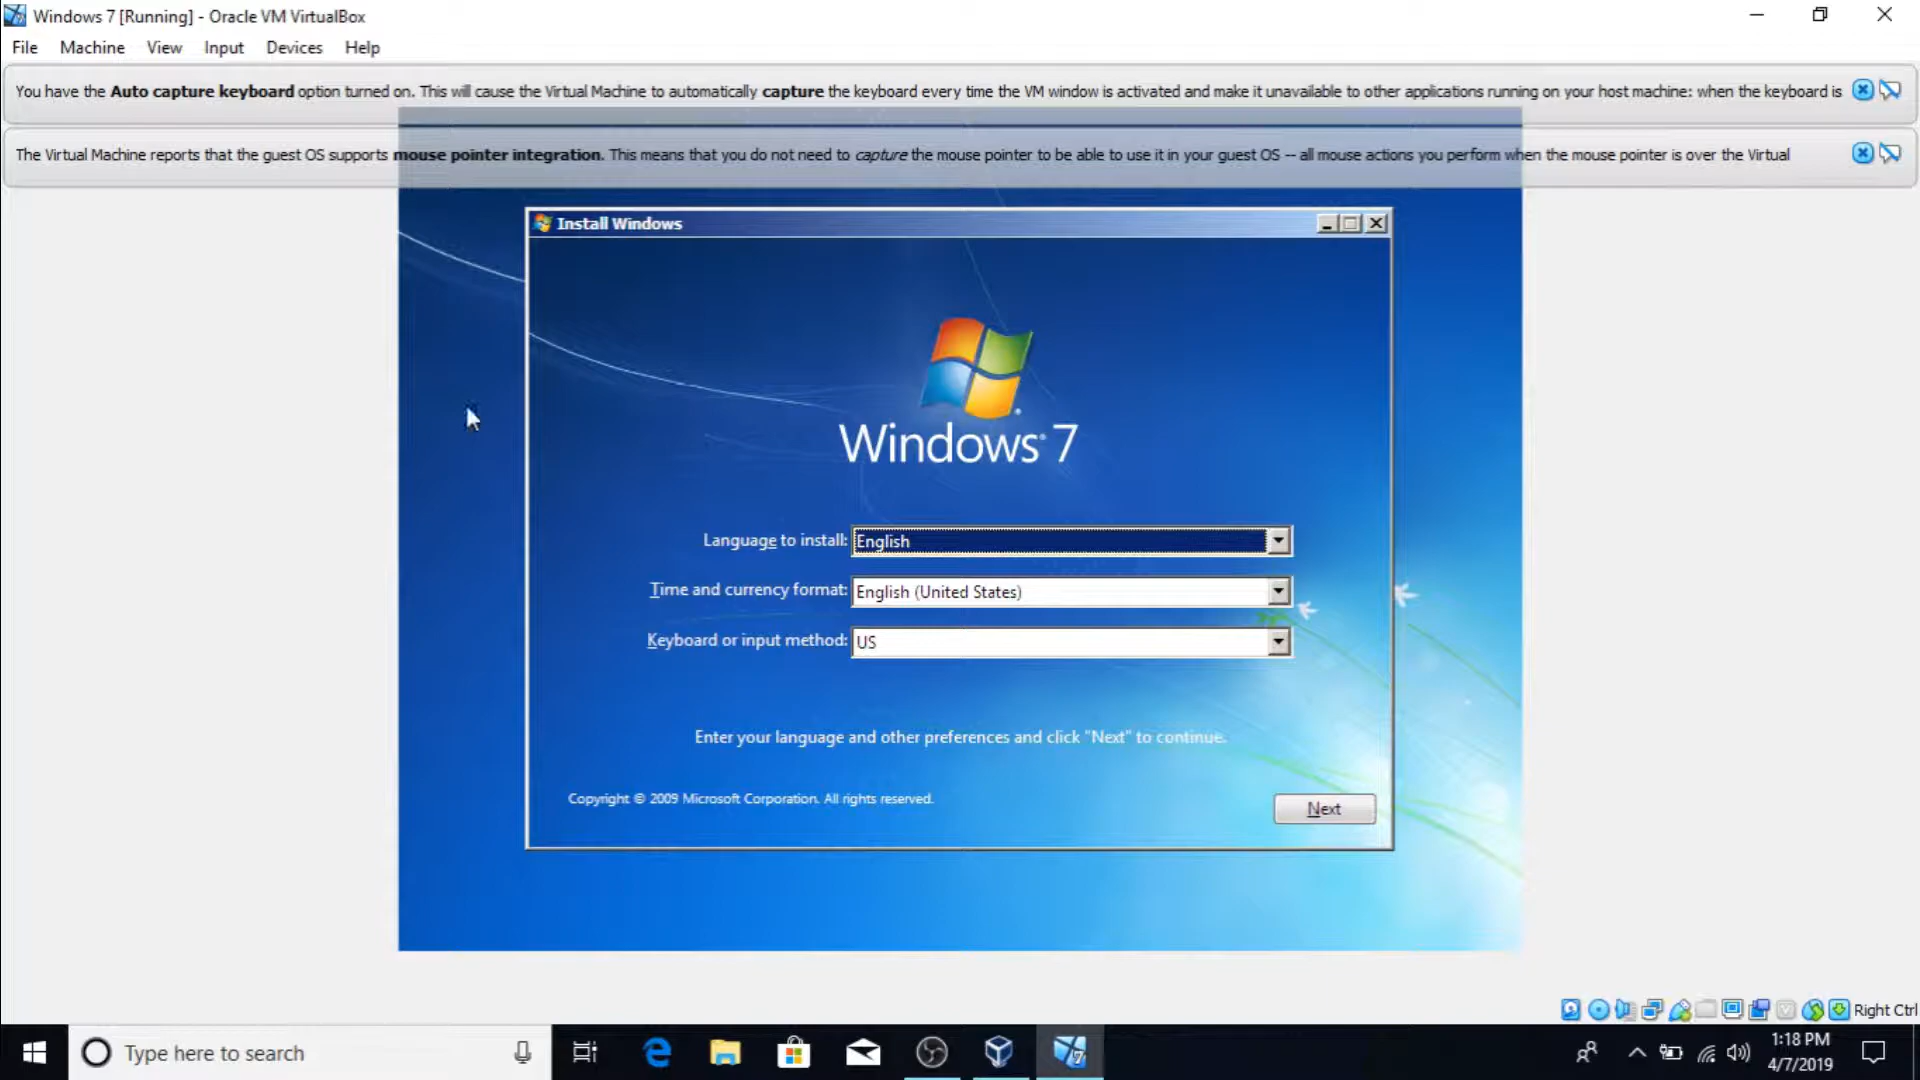 Windows 7 [Running] - Oracle VM VirtualBox
File Machine View Input Devices Help
You have the Auto capture keyboard option turned on. This will cause the Virtual Machine to automatically capture the keyboard every time the VM window is activated and make it unavailable to other applications running on your host machine: when the keyboard is
The Virtual Machine reports that the guest OS supports mouse pointer integration. This means that you do not need to capture the mouse pointer to be able to use it in your guest OS -- all mouse actions you perform when the mouse pointer is over the Virtual
Install Windows
Windows 7
Language to install: English
Time and currency format: English (United States)
Keyboard or input method: US
Enter your language and other preferences and click "Next" to continue.
Copyright © 2009 Microsoft Corporation. All rights reserved.
Next
Right Ctrl
Type here to search
1:18 PM
4/7/2019